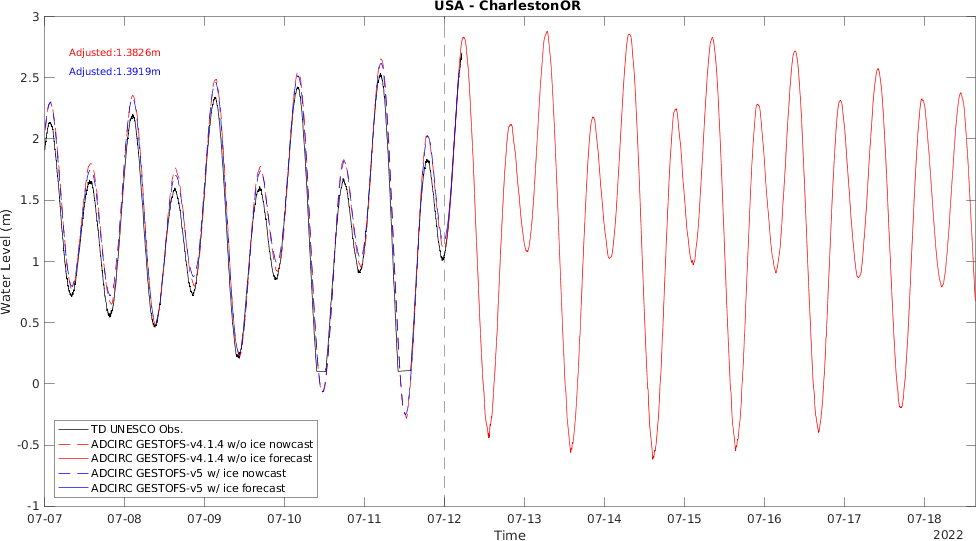 USA - CharlestonOR
Adjusted:1.3826m
Adjusted:1.3919m
3
2.5
2
1.5
1
0.5
0
-0.5
-1
Water Level (m)
TD UNESCO Obs.
ADCIRC GESTOFS-v4.1.4 w/o ice nowcast
ADCIRC GESTOFS-v4.1.4 w/o ice forecast
ADCIRC GESTOFS-v5 w/ ice nowcast
ADCIRC GESTOFS-v5 w/ ice forecast
07-07 07-08 07-09 07-10 07-11 07-12 07-13 07-14 07-15 07-16 07-17 07-18
Time
2022